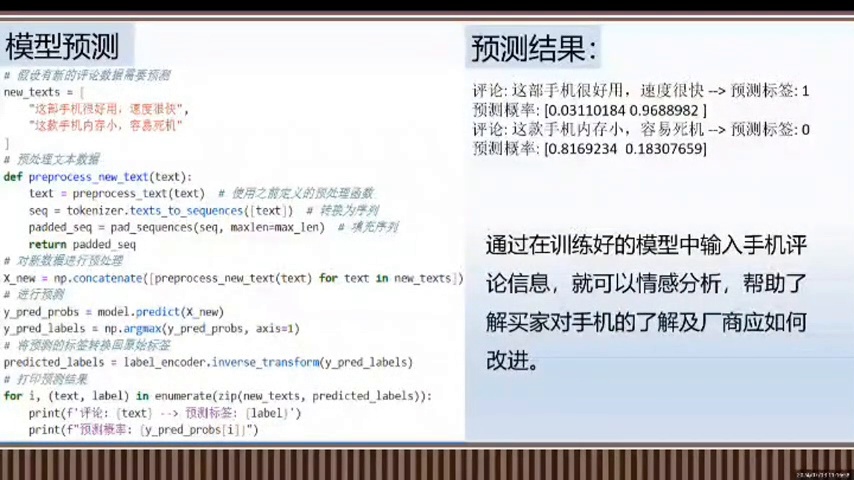 模型预测
# 假设有新的评论数据需要预测
new_texts = [
"这部手机很好用，速度很快",
"这款手机内存小，容易死机"
]
# 预处理文本数据
def preprocess_new_text(text):
text = preprocess_text(text) # 使用之前定义的预处理函数
seq = tokenizer.texts_to_sequences([text]) # 转换为序列
padded_seq = pad_sequences(seq, maxlen=max_len) # 填充序列
return padded_seq
# 对新数据进行预处理
X_new = np.concatenate([preprocess_new_text(text) for text in new_texts])
# 进行预测
y_pred_probs = model.predict(X_new)
y_pred_labels = np.argmax(y_pred_probs, axis=1)
# 将预测的标签转换回原始标签
predicted_labels = label_encoder.inverse_transform(y_pred_labels)
# 打印预测结果
for i, (text, label) in enumerate(zip(new_texts, predicted_labels)):
print(f'评论: {text} --> 预测标签: {label}')
print(f"预测概率: {y_pred_probs[i]}")
预测结果：
评论: 这部手机很好用，速度很快 --> 预测标签: 1
预测概率: [0.03110184 0.9688982 ]
评论: 这款手机内存小，容易死机 --> 预测标签: 0
预测概率: [0.8169234 0.18307659]
通过在训练好的模型中输入手机评
论信息，就可以情感分析，帮助了
解买家对手机的了解及厂商应如何
改进。